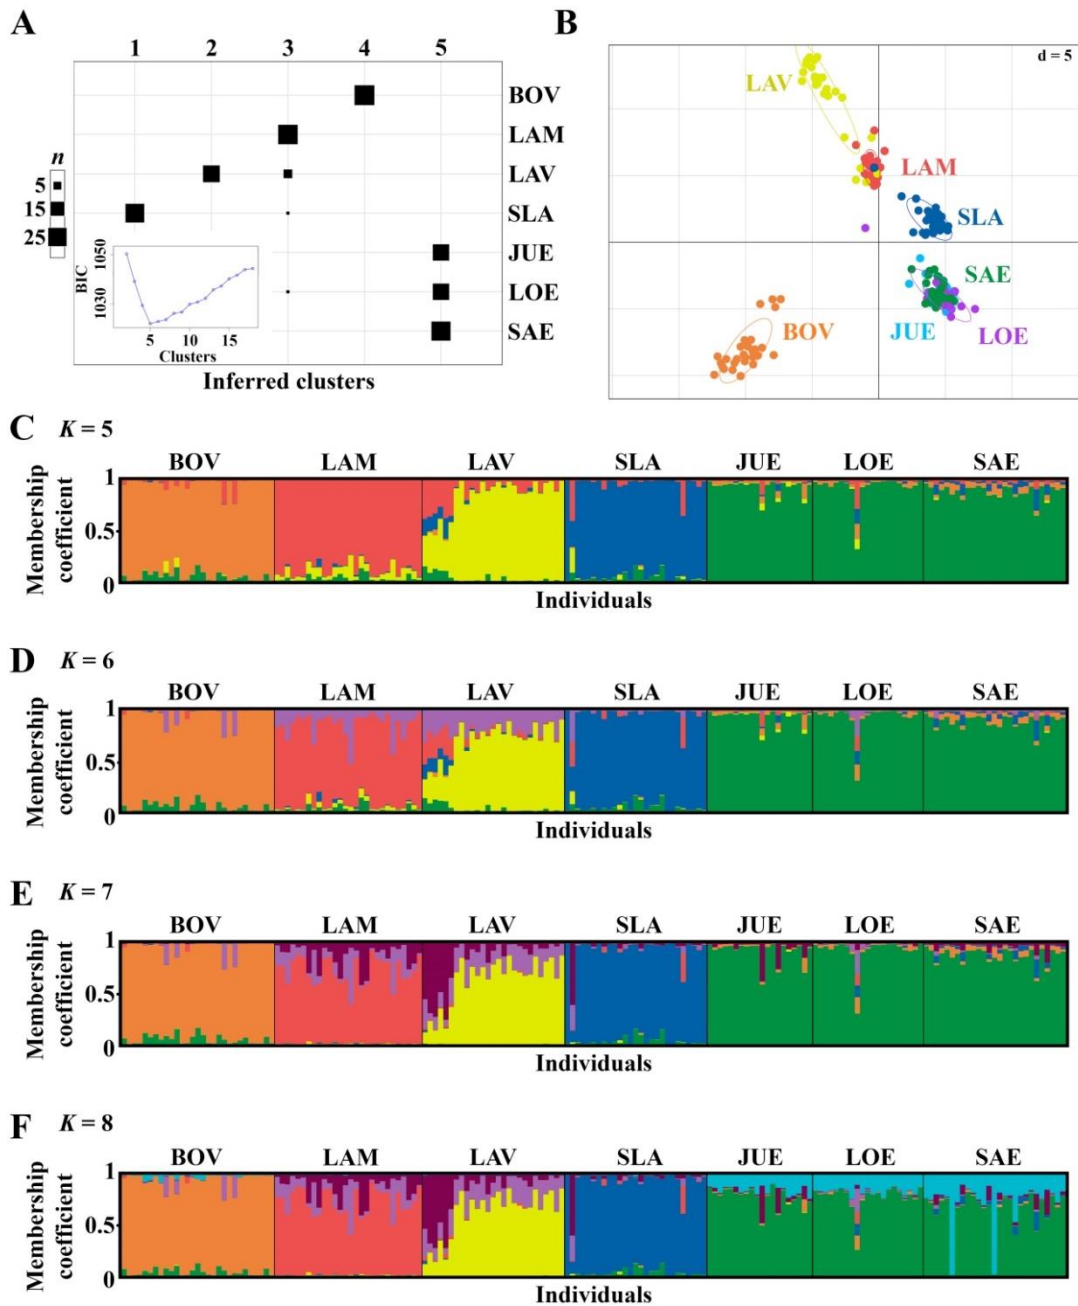 A
1 2 3 4 5
BOV
LAM
LAV
SLA
JUE
LOE
SAE
n
5
15
25
BIC
1050
1030
5 10 15
Clusters
Inferred clusters
B
d = 5
LAV
LAM
SLA
SAE
JUE
LOE
BOV
C K = 5
BOV LAM LAV SLA JUE LOE SAE
Membership
coefficient
1
0.5
0
Individuals
D K = 6
BOV LAM LAV SLA JUE LOE SAE
Membership
coefficient
1
0.5
0
Individuals
E K = 7
BOV LAM LAV SLA JUE LOE SAE
Membership
coefficient
1
0.5
0
Individuals
F K = 8
BOV LAM LAV SLA JUE LOE SAE
Membership
coefficient
1
0.5
0
Individuals